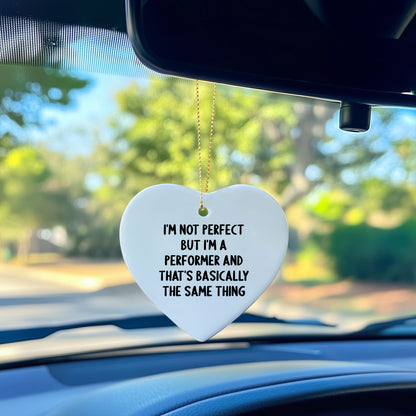 I'M NOT PERFECT
BUT I'M A
PERFORMER AND
THAT'S BASICALLY
THE SAME THING